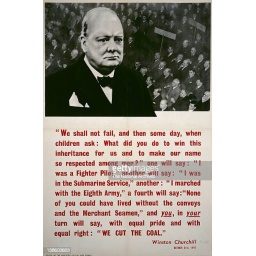 "We shall not fail, and then some day, when
children ask: What did you do to win this
inheritance for us and to make our name
so respected among men?" one will say: "I
was a Fighter Pilot", another will say: "I was
in the Submarine Service," another: "I marched
with the Eighth Army," a fourth will say: "None
of you could have lived without the convoys
and the Merchant Seamen," and you, in your
turn will say, with equal pride and with
equal right: "WE CUT THE COAL."
Winston Churchill